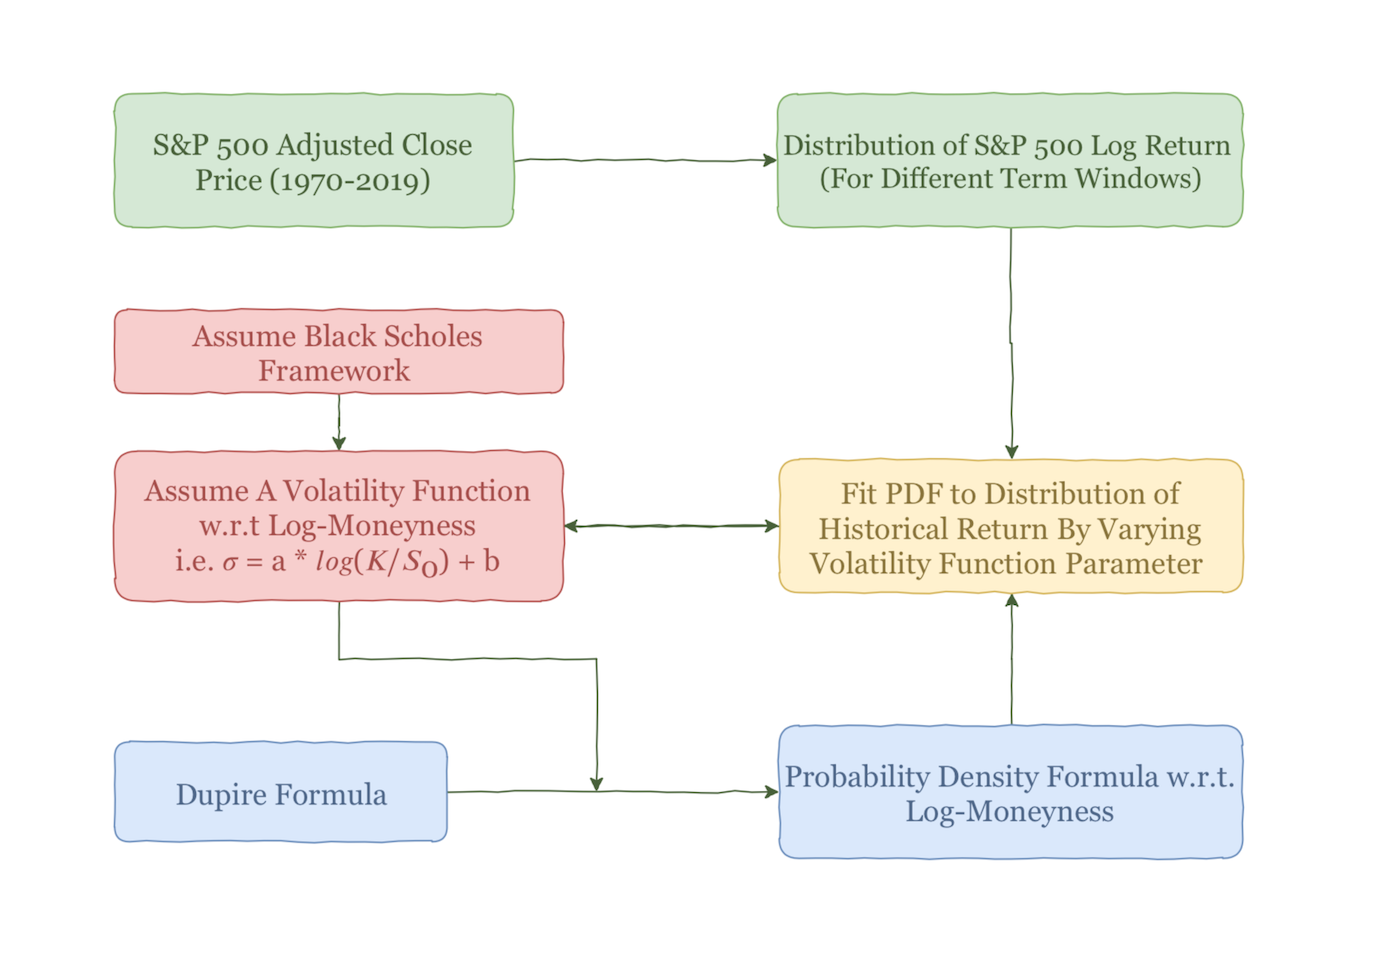 S&P 500 Adjusted Close
Price (1970-2019)
Distribution of S&P 500 Log Return
(For Different Term Windows)
Assume Black Scholes
Framework
Assume A Volatility Function
w.r.t Log-Moneyness
i.e. σ = a * log(K/S₀) + b
Fit PDF to Distribution of
Historical Return By Varying
Volatility Function Parameter
Dupire Formula
Probability Density Formula w.r.t.
Log-Moneyness